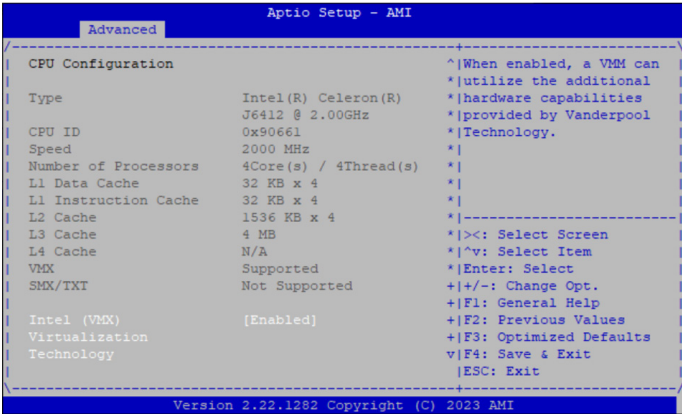 Aptio Setup - AMI
Advanced
/----------------------------------------------------+------------------------\
| CPU Configuration ^|When enabled, a VMM can |
| *|utilize the additional |
| Type Intel(R) Celeron(R) *|hardware capabilities |
| J6412 @ 2.00GHz *|provided by Vanderpool |
| CPU ID 0x90661 *|Technology. |
| Speed 2000 MHz *| |
| Number of Processors 4Core(s) / 4Thread(s) *| |
| L1 Data Cache 32 KB x 4 *| |
| L1 Instruction Cache 32 KB x 4 *| |
| L2 Cache 1536 KB x 4 *|------------------------|
| L3 Cache 4 MB *|><: Select Screen |
| L4 Cache N/A *|^v: Select Item |
| VMX Supported *|Enter: Select |
| SMX/TXT Not Supported +|+/-: Change Opt. |
| +|F1: General Help |
| Intel (VMX) [Enabled] +|F2: Previous Values |
| Virtualization +|F3: Optimized Defaults |
| Technology v|F4: Save & Exit |
| |ESC: Exit |
\----------------------------------------------------+------------------------/
Version 2.22.1282 Copyright (C) 2023 AMI